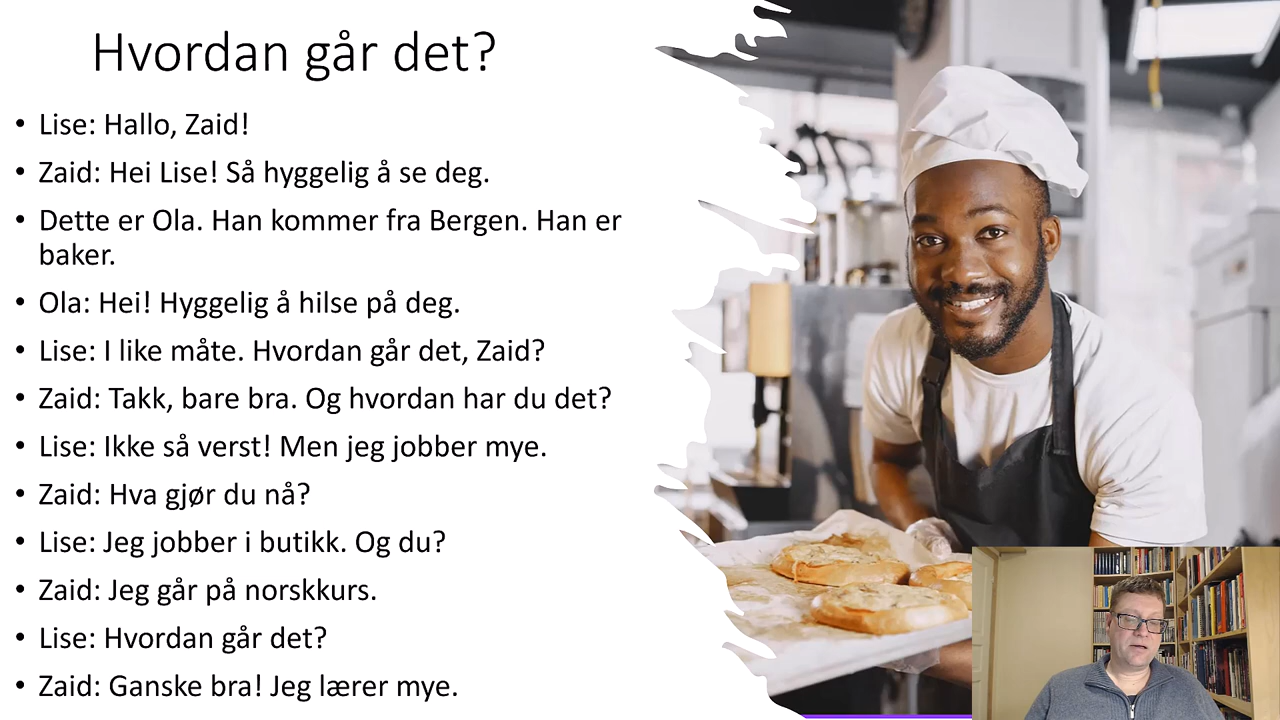 Hvordan går det?
• Lise: Hallo, Zaid!
• Zaid: Hei Lise! Så hyggelig å se deg.
• Dette er Ola. Han kommer fra Bergen. Han er
baker.
• Ola: Hei! Hyggelig å hilse på deg.
• Lise: I like måte. Hvordan går det, Zaid?
• Zaid: Takk, bare bra. Og hvordan har du det?
• Lise: Ikke så verst! Men jeg jobber mye.
• Zaid: Hva gjør du nå?
• Lise: Jeg jobber i butikk. Og du?
• Zaid: Jeg går på norskkurs.
• Lise: Hvordan går det?
• Zaid: Ganske bra! Jeg lærer mye.